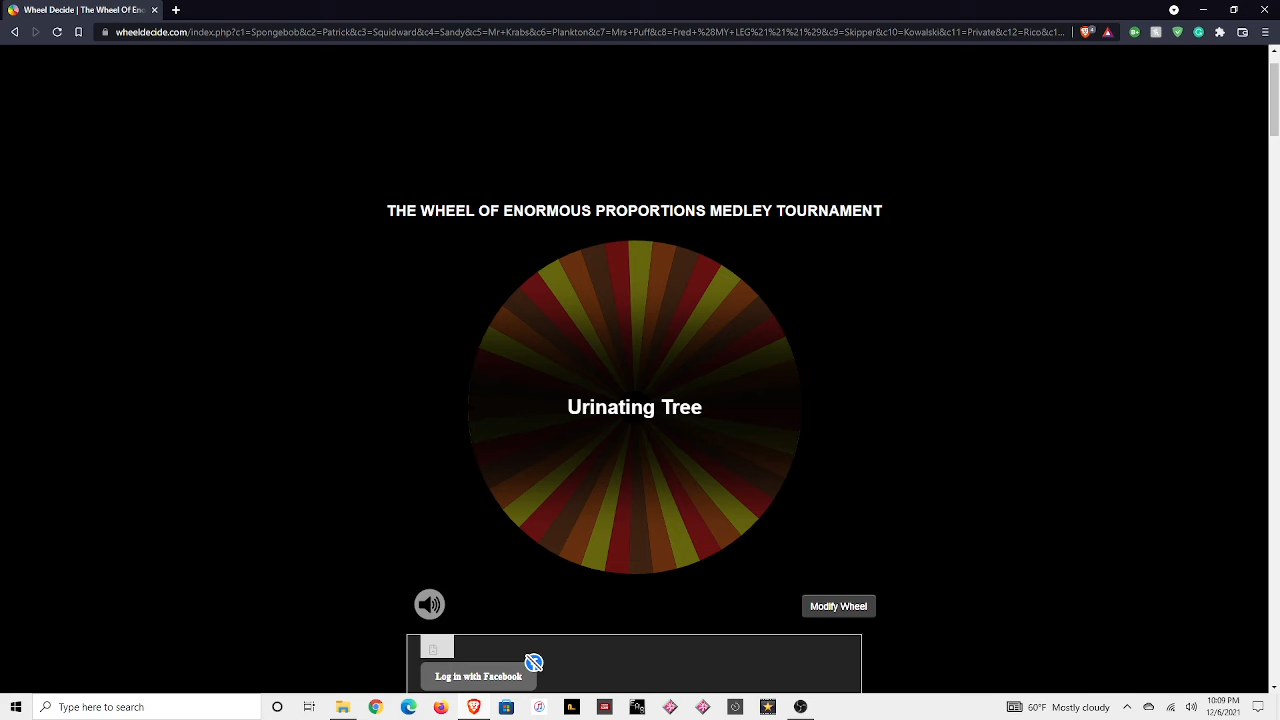 Wheel Decide | The Wheel Of En
wheeldecide.com/index.php?c1=Spongebob&c2=Patrick&c3=Squidward&c4=Sandy&c5=Mr+Krabs&c6=Plankton&c7=Mrs+Puff&c8=Fred+%28MY+LEG%21%21%21%29&c9=Skipper&c10=Kowalski&c11=Private&c12=Rico&c1...
THE WHEEL OF ENORMOUS PROPORTIONS MEDLEY TOURNAMENT
Urinating Tree
Modify Wheel
Log in with Facebook
Type here to search
60°F Mostly cloudy
10:09 PM
12/6/2021